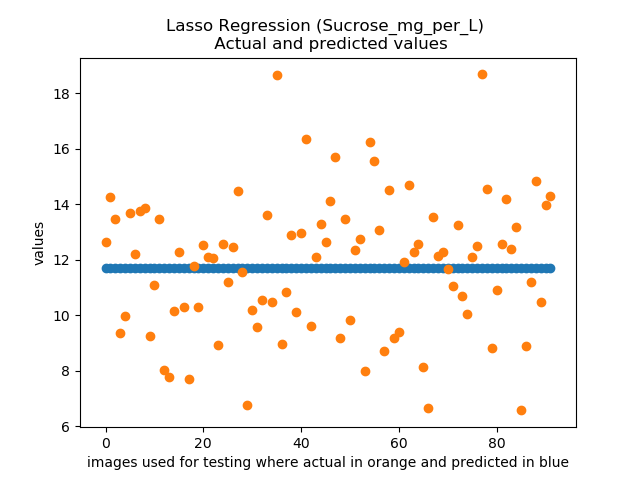 Lasso Regression (Sucrose_mg_per_L)
Actual and predicted values
18
16
14
12
10
8
6
values
0 20 40 60 80
images used for testing where actual in orange and predicted in blue